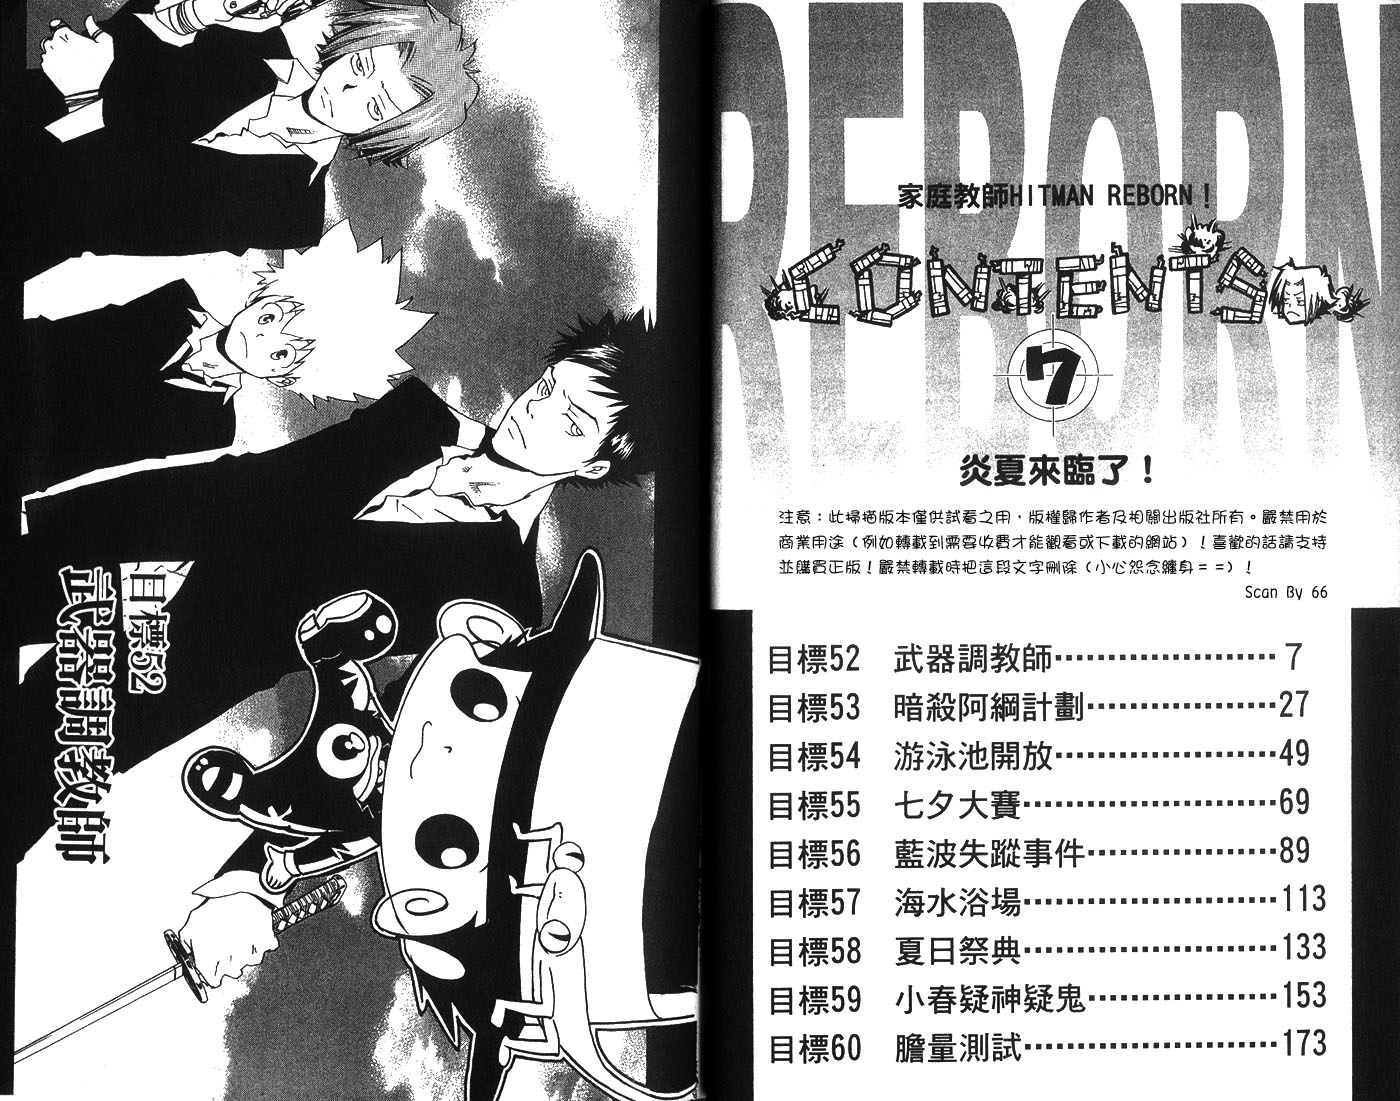 目標52
武器調教師
REBORN
家庭教師HITMAN REBORN！
CONTENTS
7
炎夏來臨了！
注意：此掃描版本僅供試看之用，版權歸作者及相關出版社所有。嚴禁用於
商業用途（例如轉載到需要收費才能觀看或下載的網站）！喜歡的話請支持
並購買正版！嚴禁轉載時把這段文字刪除（小心怨念纏身＝＝）！
Scan By 66
目標52 武器調教師……………………7
目標53 暗殺阿綱計劃…………………27
目標54 游泳池開放……………………49
目標55 七夕大賽………………………69
目標56 藍波失蹤事件…………………89
目標57 海水浴場………………………113
目標58 夏日祭典………………………133
目標59 小春疑神疑鬼…………………153
目標60 膽量測試………………………173